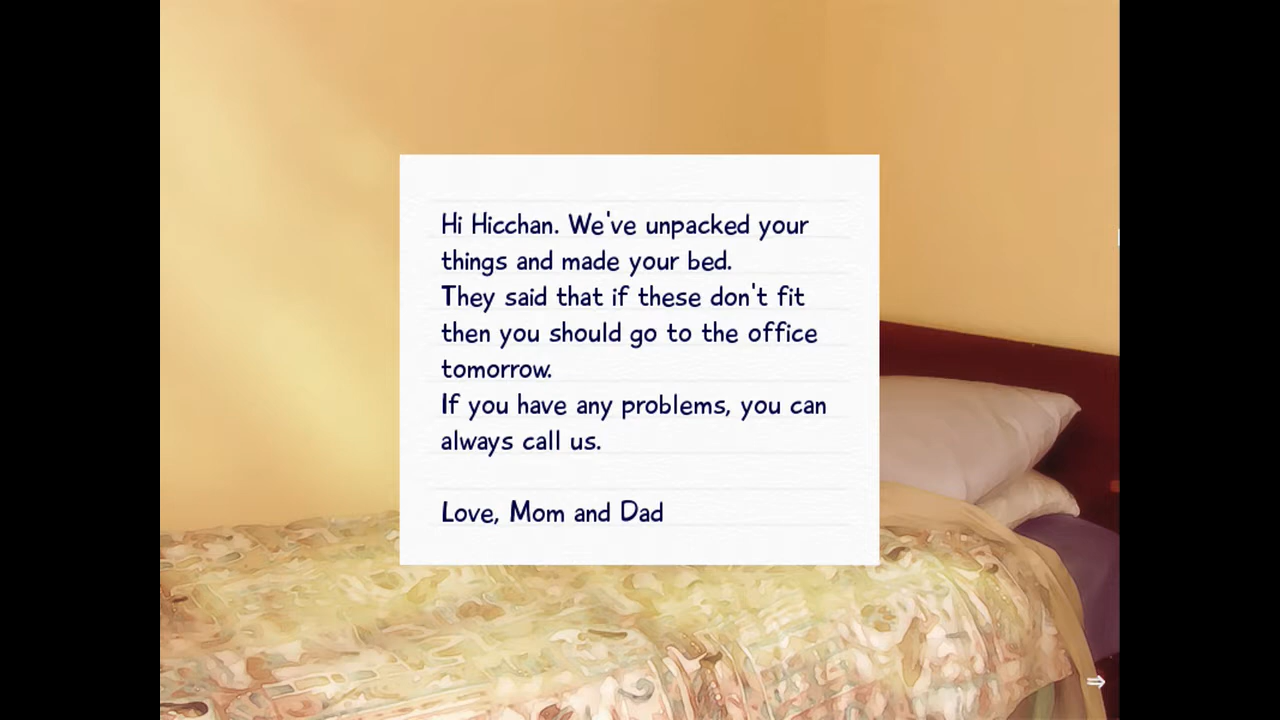 Hi Hicchan. We've unpacked your
things and made your bed.
They said that if these don't fit
then you should go to the office
tomorrow.
If you have any problems, you can
always call us.
Love, Mom and Dad